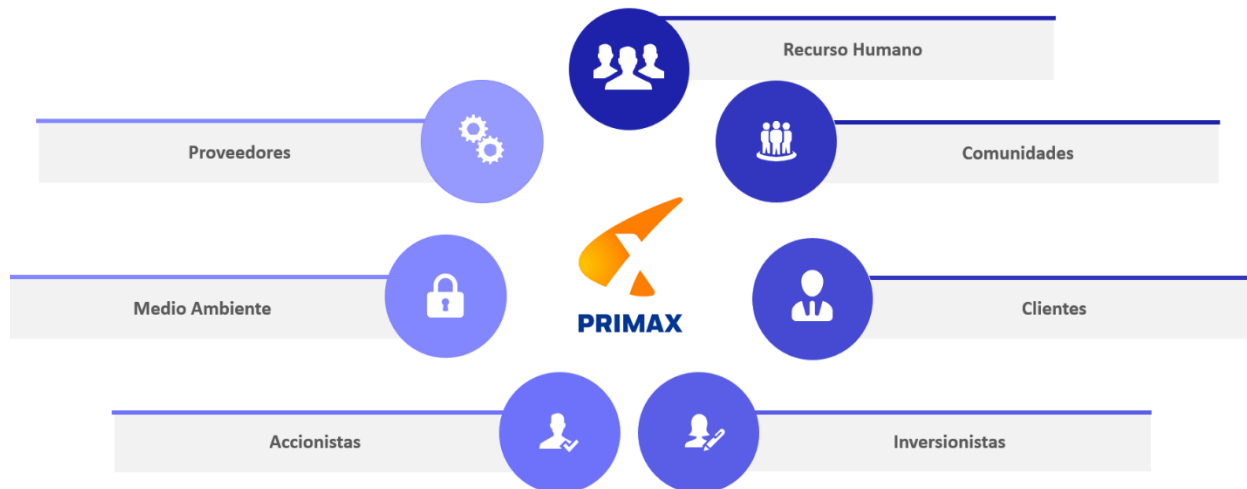 Recurso Humano
Proveedores
Comunidades
Medio Ambiente
PRIMAX
Clientes
Accionistas
Inversionistas